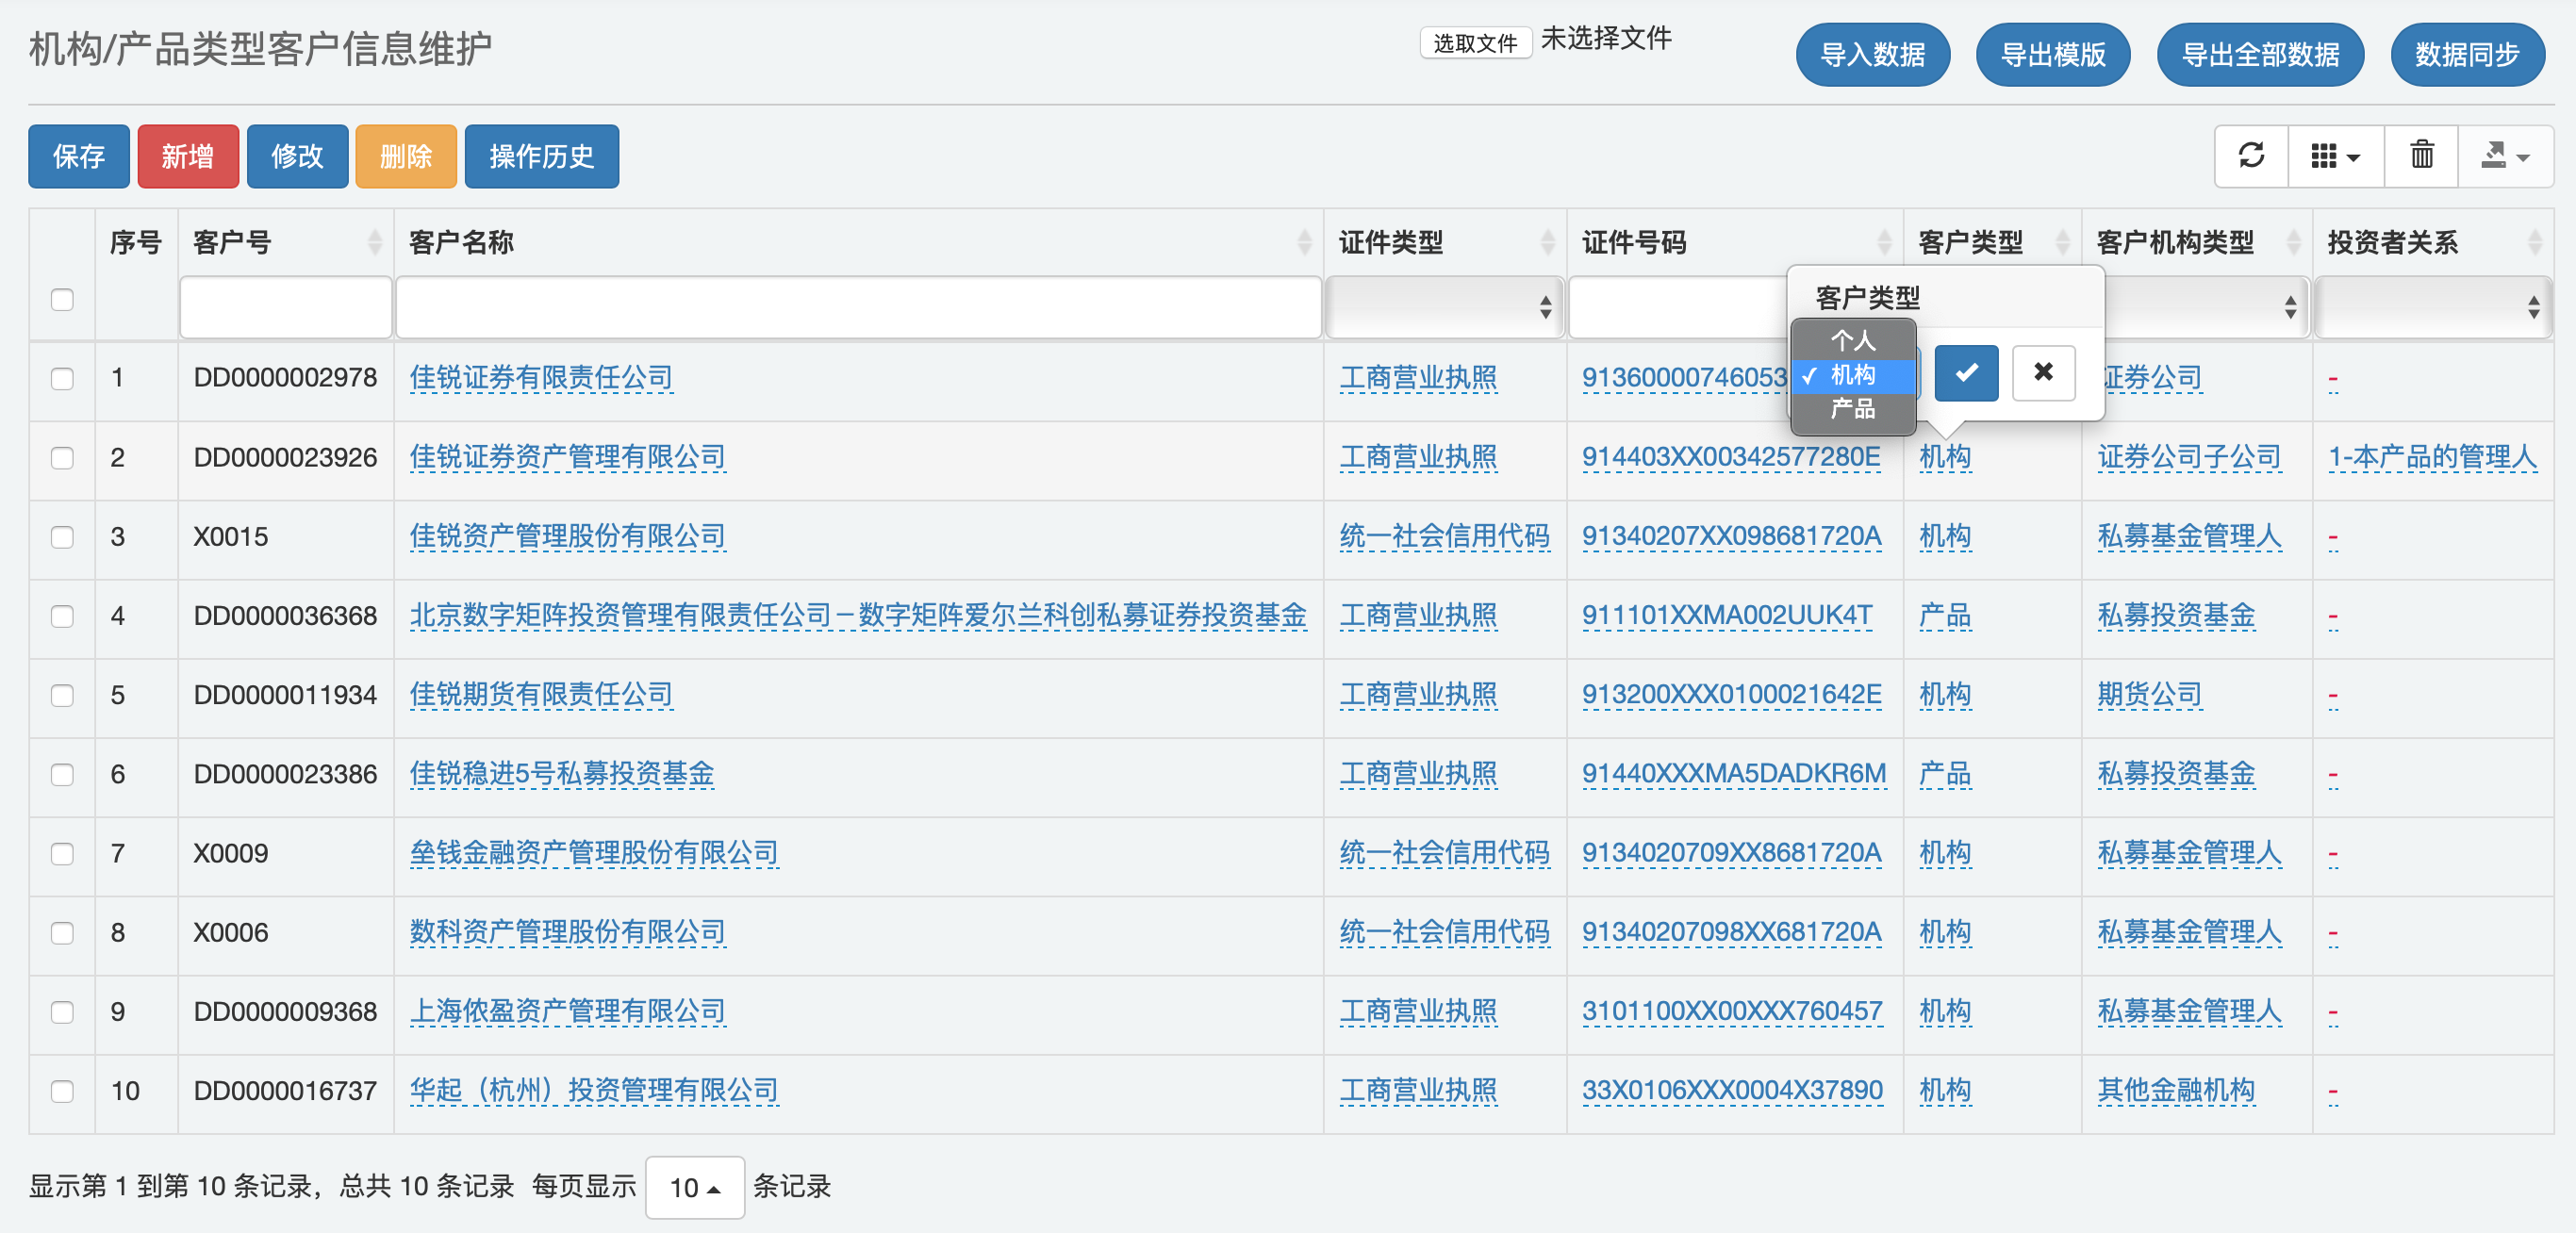 机构/产品类型客户信息维护
选取文件 未选择文件
导入数据 导出模版 导出全部数据 数据同步
保存 新增 修改 删除 操作历史
序号 客户号 客户名称 证件类型 证件号码 客户类型 客户机构类型 投资者关系
客户类型
个人
✓ 机构
产品
1 DD0000002978 佳锐证券有限责任公司 工商营业执照 91360000746053 证券公司 -
2 DD0000023926 佳锐证券资产管理有限公司 工商营业执照 914403XX00342577280E 机构 证券公司子公司 1-本产品的管理人
3 X0015 佳锐资产管理股份有限公司 统一社会信用代码 91340207XX098681720A 机构 私募基金管理人 -
4 DD0000036368 北京数字矩阵投资管理有限责任公司－数字矩阵爱尔兰科创私募证券投资基金 工商营业执照 911101XXMA002UUK4T 产品 私募投资基金 -
5 DD0000011934 佳锐期货有限责任公司 工商营业执照 913200XXX0100021642E 机构 期货公司 -
6 DD0000023386 佳锐稳进5号私募投资基金 工商营业执照 91440XXXMA5DADKR6M 产品 私募投资基金 -
7 X0009 垒钱金融资产管理股份有限公司 统一社会信用代码 9134020709XX8681720A 机构 私募基金管理人 -
8 X0006 数科资产管理股份有限公司 统一社会信用代码 91340207098XX681720A 机构 私募基金管理人 -
9 DD0000009368 上海侬盈资产管理有限公司 工商营业执照 3101100XX00XXX760457 机构 私募基金管理人 -
10 DD0000016737 华起（杭州）投资管理有限公司 工商营业执照 33X0106XXX0004X37890 机构 其他金融机构 -
显示第 1 到第 10 条记录，总共 10 条记录 每页显示 10 条记录